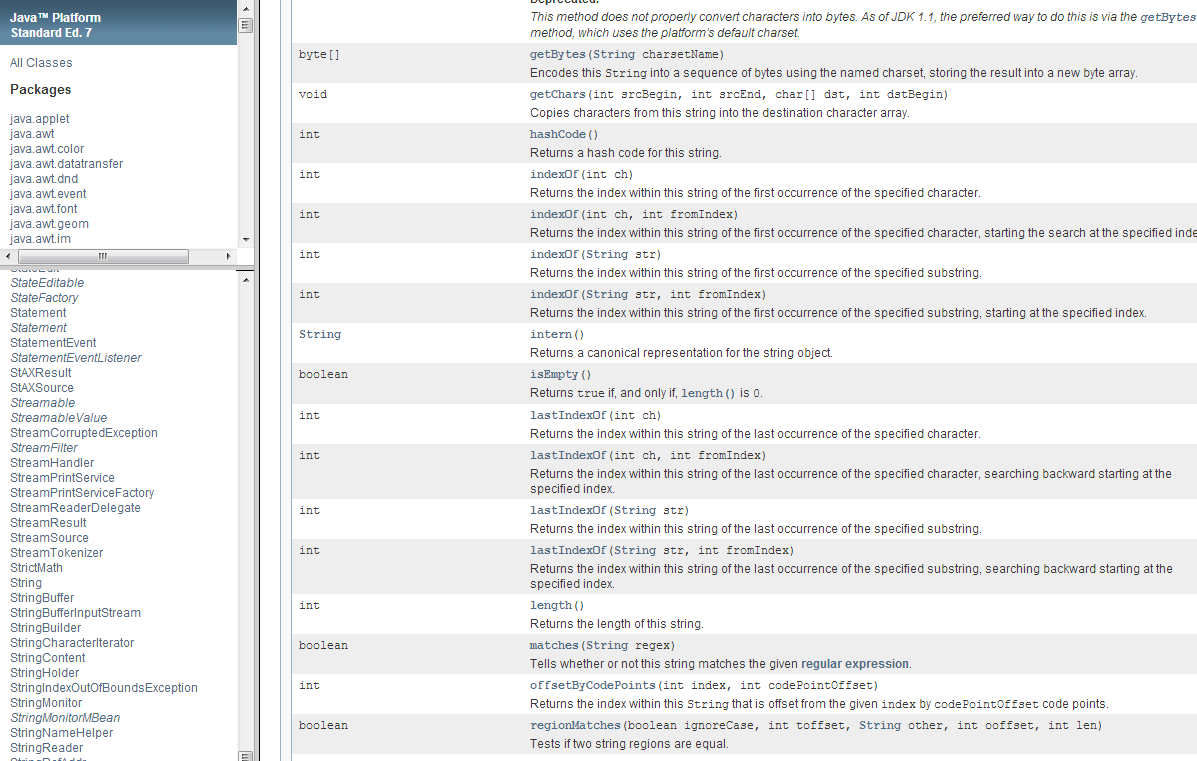 Java™ Platform
Standard Ed. 7
All Classes
Packages
java.applet
java.awt
java.awt.color
java.awt.datatransfer
java.awt.dnd
java.awt.event
java.awt.font
java.awt.geom
java.awt.im
StateEdit
StateEditable
StateFactory
Statement
Statement
StatementEvent
StatementEventListener
StAXResult
StAXSource
Streamable
StreamableValue
StreamCorruptedException
StreamFilter
StreamHandler
StreamPrintService
StreamPrintServiceFactory
StreamReaderDelegate
StreamResult
StreamSource
StreamTokenizer
StrictMath
String
StringBuffer
StringBufferInputStream
StringBuilder
StringCharacterIterator
StringContent
StringHolder
StringIndexOutOfBoundsException
StringMonitor
StringMonitorMBean
StringNameHelper
StringReader
StringRefAddr
Deprecated.
This method does not properly convert characters into bytes. As of JDK 1.1, the preferred way to do this is via the getBytes
method, which uses the platform's default charset.
byte[] getBytes(String charsetName)
Encodes this String into a sequence of bytes using the named charset, storing the result into a new byte array.
void getChars(int srcBegin, int srcEnd, char[] dst, int dstBegin)
Copies characters from this string into the destination character array.
int hashCode()
Returns a hash code for this string.
int indexOf(int ch)
Returns the index within this string of the first occurrence of the specified character.
int indexOf(int ch, int fromIndex)
Returns the index within this string of the first occurrence of the specified character, starting the search at the specified inde
int indexOf(String str)
Returns the index within this string of the first occurrence of the specified substring.
int indexOf(String str, int fromIndex)
Returns the index within this string of the first occurrence of the specified substring, starting at the specified index.
String intern()
Returns a canonical representation for the string object.
boolean isEmpty()
Returns true if, and only if, length() is 0.
int lastIndexOf(int ch)
Returns the index within this string of the last occurrence of the specified character.
int lastIndexOf(int ch, int fromIndex)
Returns the index within this string of the last occurrence of the specified character, searching backward starting at the
specified index.
int lastIndexOf(String str)
Returns the index within this string of the last occurrence of the specified substring.
int lastIndexOf(String str, int fromIndex)
Returns the index within this string of the last occurrence of the specified substring, searching backward starting at the
specified index.
int length()
Returns the length of this string.
boolean matches(String regex)
Tells whether or not this string matches the given regular expression.
int offsetByCodePoints(int index, int codePointOffset)
Returns the index within this String that is offset from the given index by codePointOffset code points.
boolean regionMatches(boolean ignoreCase, int toffset, String other, int ooffset, int len)
Tests if two string regions are equal.